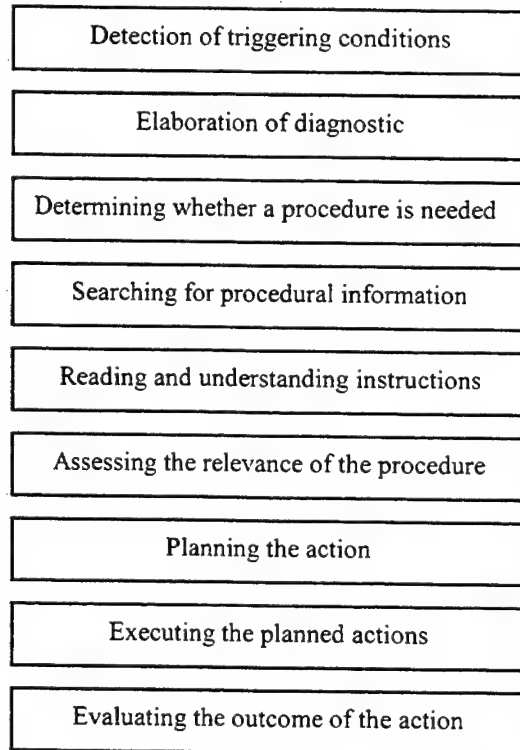 Detection of triggering conditions
Elaboration of diagnostic
Determining whether a procedure is needed
Searching for procedural information
Reading and understanding instructions
Assessing the relevance of the procedure
Planning the action
Executing the planned actions
Evaluating the outcome of the action